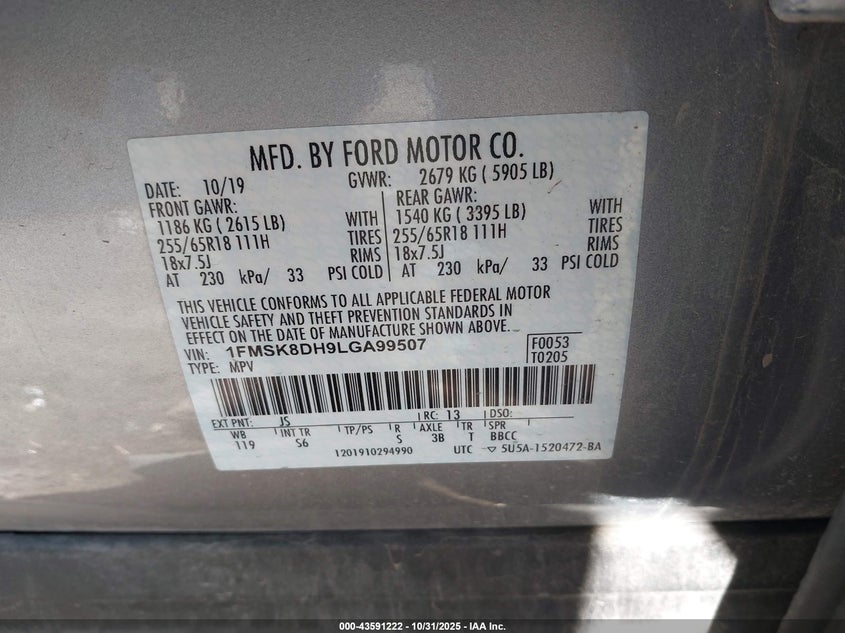 MFD. BY FORD MOTOR CO.
DATE: 10/19 GVWR: 2679 KG ( 5905 LB)
FRONT GAWR: REAR GAWR:
1186 KG ( 2615 LB) WITH 1540 KG ( 3395 LB) WITH
255/65R18 111H TIRES 255/65R18 111H TIRES
18x7.5J RIMS 18x7.5J RIMS
AT 230 kPa/ 33 PSI COLD AT 230 kPa/ 33 PSI COLD
THIS VEHICLE CONFORMS TO ALL APPLICABLE FEDERAL MOTOR
VEHICLE SAFETY AND THEFT PREVENTION STANDARDS IN
EFFECT ON THE DATE OF MANUFACTURE SHOWN ABOVE.
VIN: 1FMSK8DH9LGA99507 F0053
TYPE: MPV T0205
EXT PNT: JS RC: 13 DSO:
WB INT TR TP/PS R AXLE TR SPR
119 S6 S 3B T BBCC
1201910294990 UTC ▽ 5U5A-1520472-BA
000-43591222 - 10/31/2025 - IAA Inc.